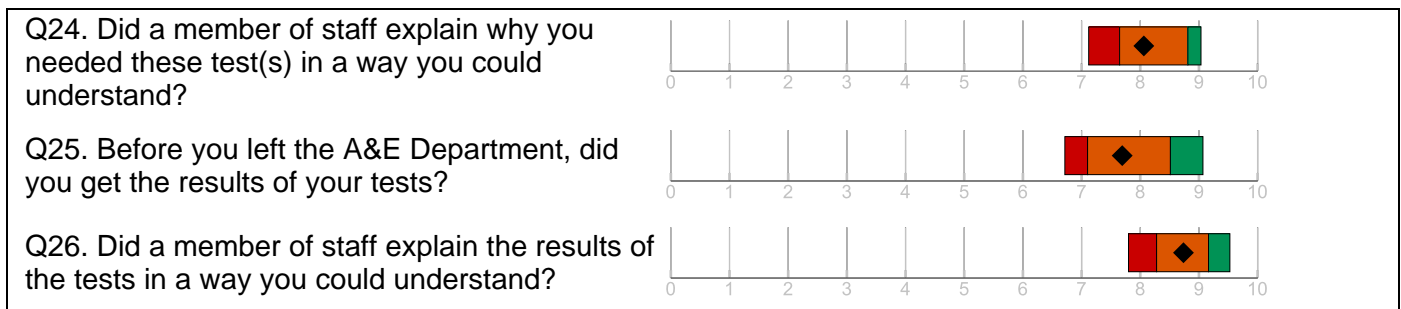 Q24. Did a member of staff explain why you
needed these test(s) in a way you could
understand?
0 1 2 3 4 5 6 7 8 9 10
Q25. Before you left the A&E Department, did
you get the results of your tests?
0 1 2 3 4 5 6 7 8 9 10
Q26. Did a member of staff explain the results of
the tests in a way you could understand?
0 1 2 3 4 5 6 7 8 9 10